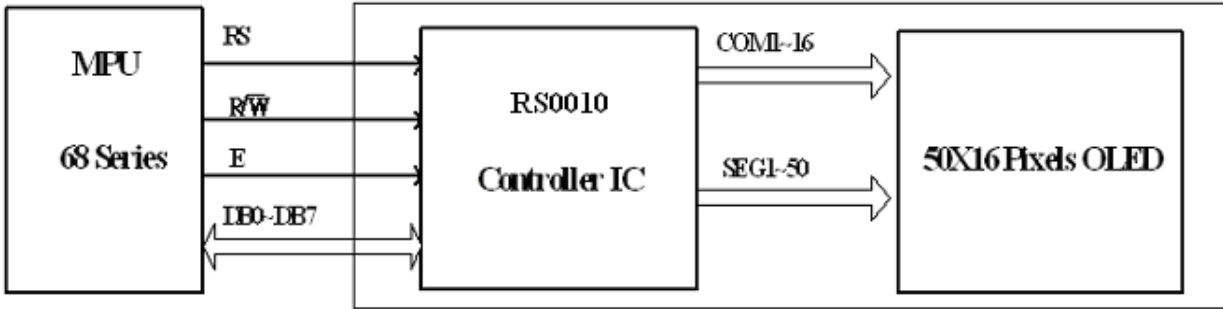 MPU
68 Series
RS
R/W̅
E
DB0~DB7
RS0010
Controller IC
COM1~16
SEG1~50
50X16 Pixels OLED